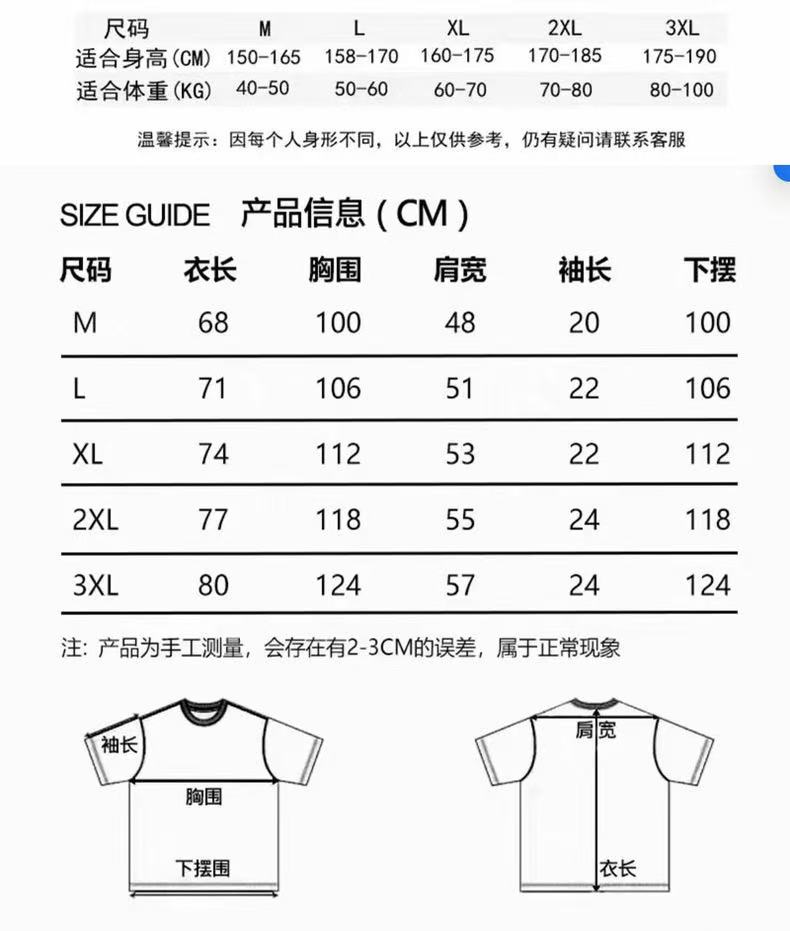 尺码 M L XL 2XL 3XL
适合身高(CM) 150-165 158-170 160-175 170-185 175-190
适合体重(KG) 40-50 50-60 60-70 70-80 80-100
温馨提示：因每个人身形不同，以上仅供参考，仍有疑问请联系客服
SIZE GUIDE 产品信息（CM）
尺码 衣长 胸围 肩宽 袖长 下摆
M 68 100 48 20 100
L 71 106 51 22 106
XL 74 112 53 22 112
2XL 77 118 55 24 118
3XL 80 124 57 24 124
注：产品为手工测量，会存在有2-3CM的误差，属于正常现象
袖长
胸围
下摆围
肩宽
衣长